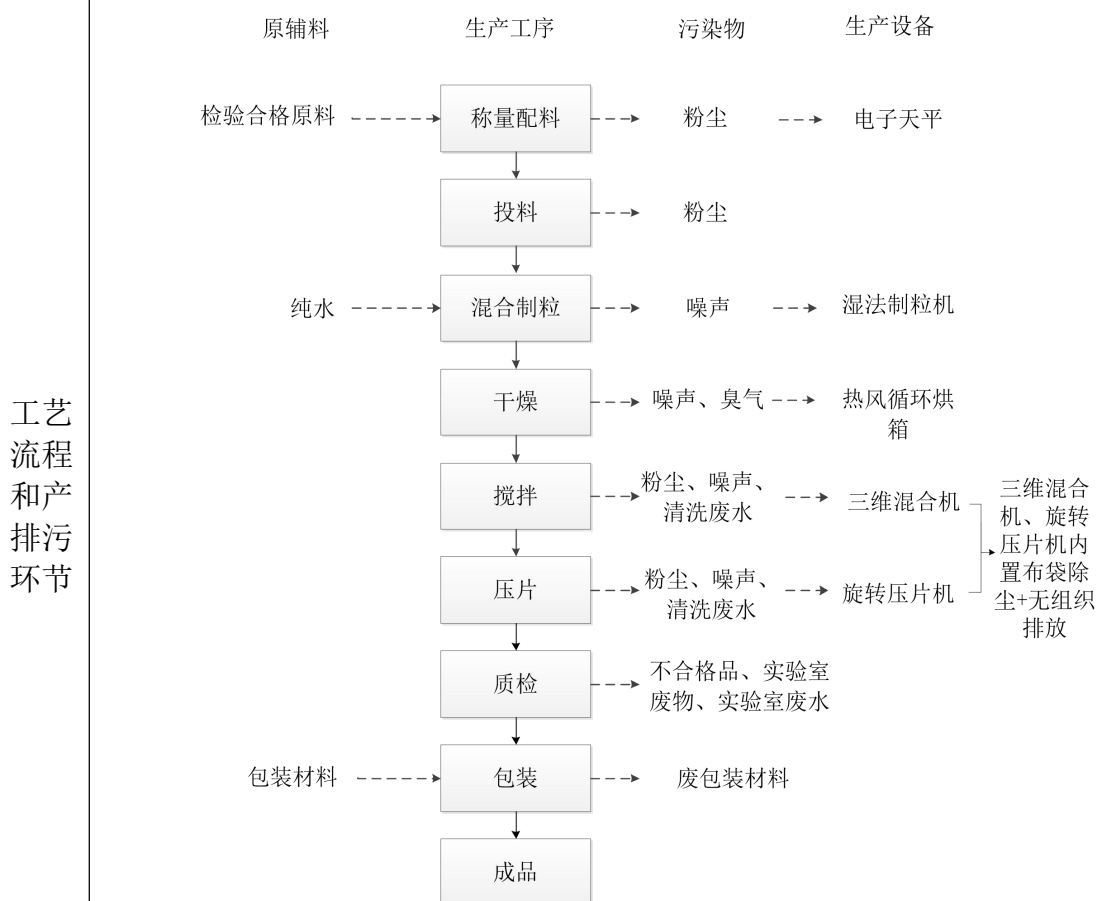 原辅料 生产工序 污染物 生产设备
检验合格原料 称量配料 粉尘 电子天平
投料 粉尘
纯水 混合制粒 噪声 湿法制粒机
干燥 噪声、臭气 热风循环烘
箱
工艺
流程
和产
排污
环节
搅拌 粉尘、噪声、
清洗废水 三维混合机
三维混合
机、旋转
压片机内
置布袋除
尘+无组织
排放
压片 粉尘、噪声、
清洗废水 旋转压片机
质检 不合格品、实验室
废物、实验室废水
包装材料 包装 废包装材料
成品